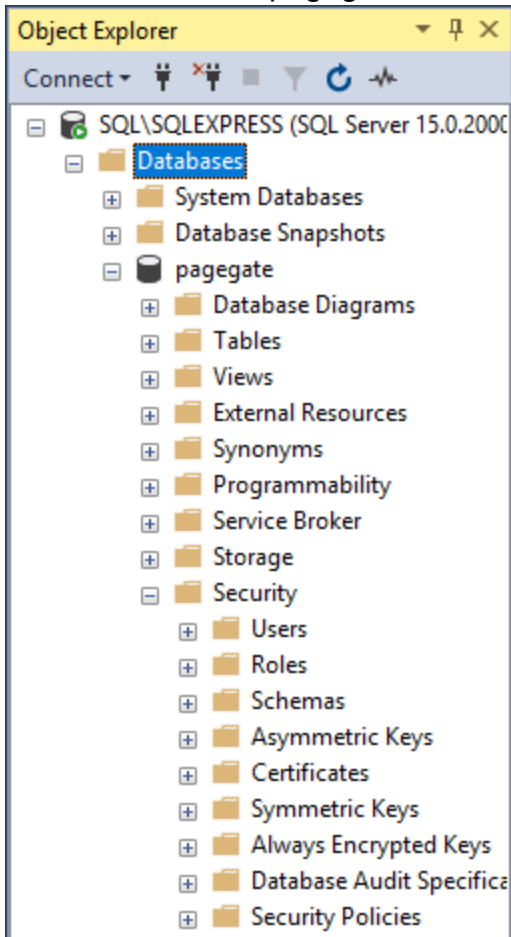 Object Explorer
Connect
SQL\SQLEXPRESS (SQL Server 15.0.2000
Databases
System Databases
Database Snapshots
pagegate
Database Diagrams
Tables
Views
External Resources
Synonyms
Programmability
Service Broker
Storage
Security
Users
Roles
Schemas
Asymmetric Keys
Certificates
Symmetric Keys
Always Encrypted Keys
Database Audit Specifica
Security Policies